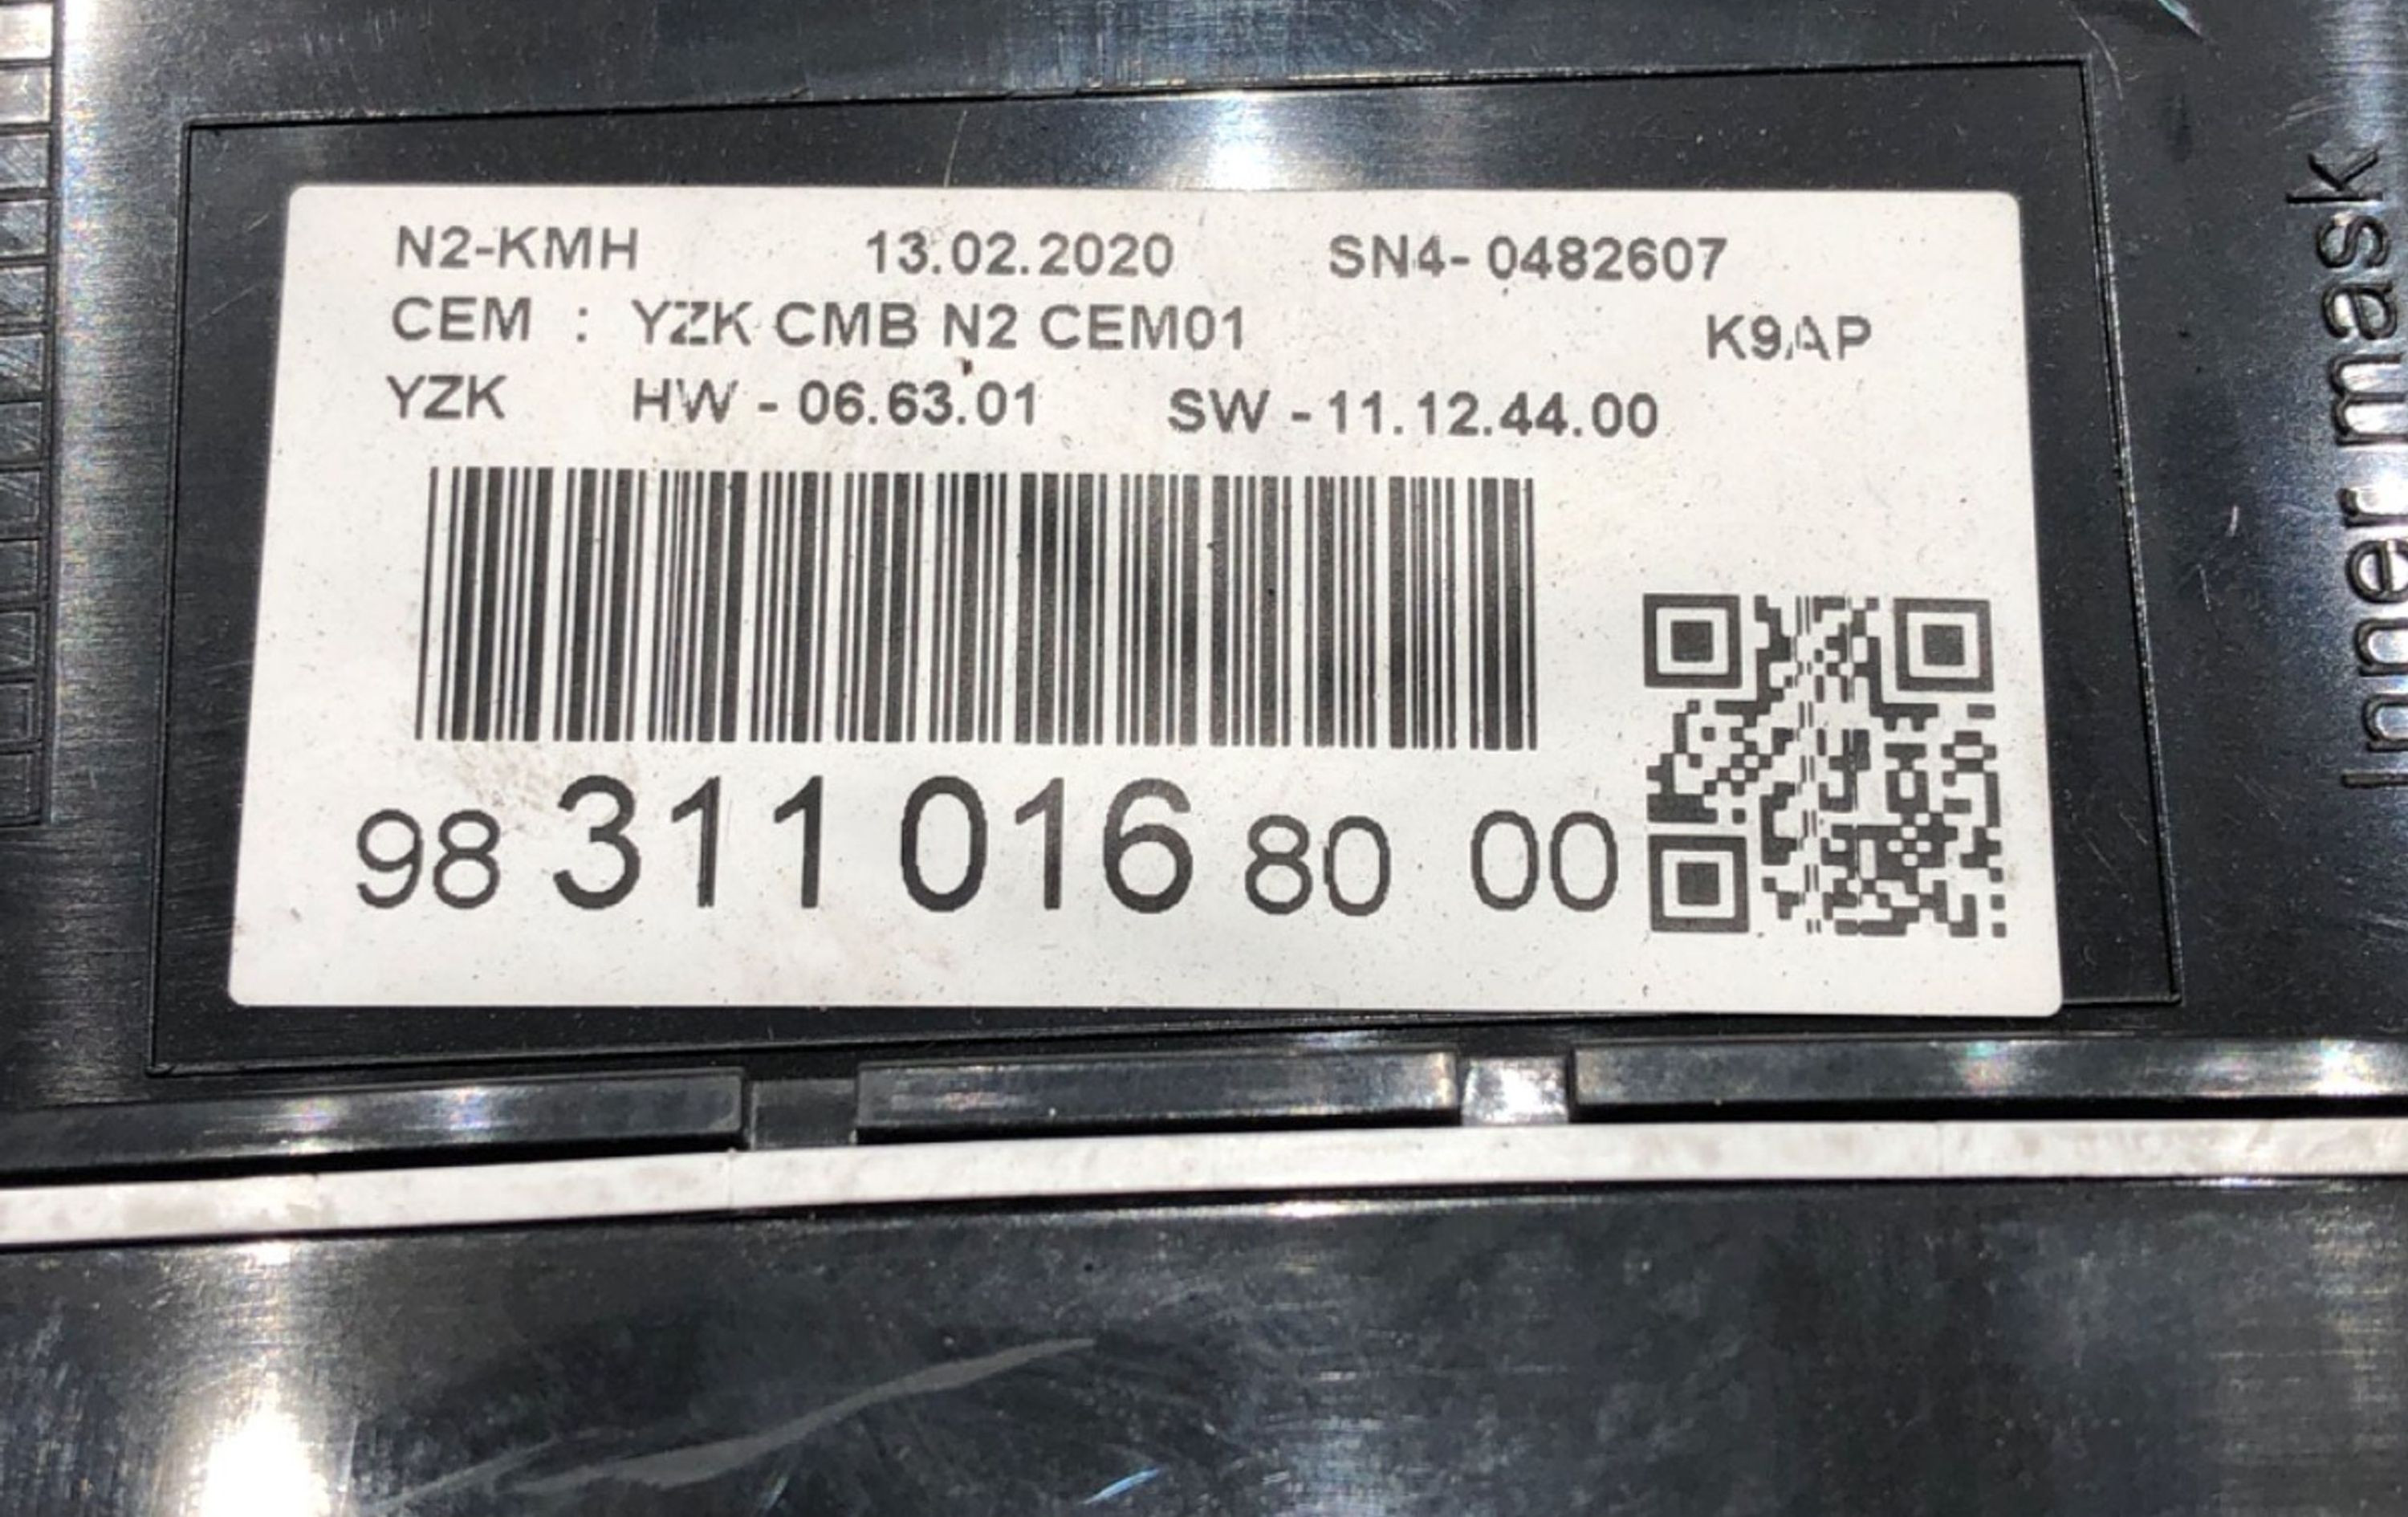 N2-KMH 13.02.2020 SN4- 0482607
CEM : YZK CMB N2 CEM01 K9AP
YZK HW - 06.63.01 SW - 11.12.44.00
98 311 016 80 00
Inner mask